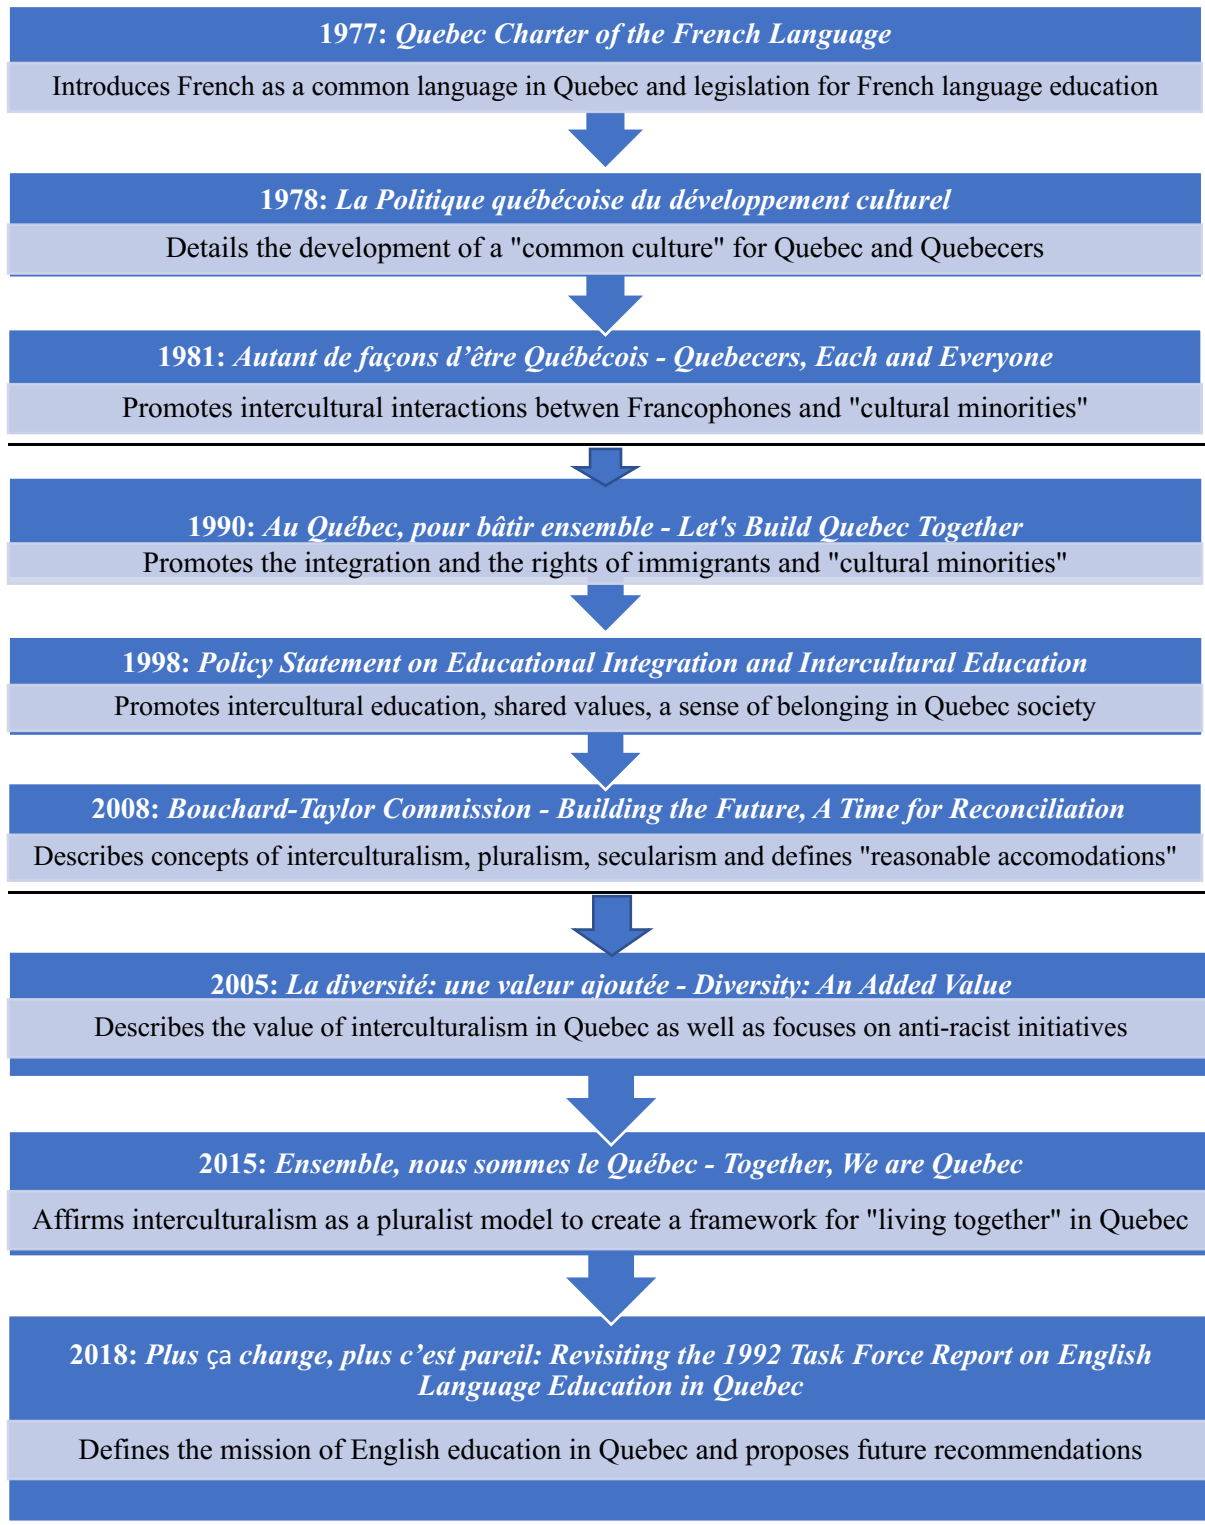 1977: Quebec Charter of the French Language
Introduces French as a common language in Quebec and legislation for French language education
1978: La Politique québécoise du développement culturel
Details the development of a "common culture" for Quebec and Quebecers
1981: Autant de façons d’être Québécois - Quebecers, Each and Everyone
Promotes intercultural interactions betwen Francophones and "cultural minorities"
1990: Au Québec, pour bâtir ensemble - Let's Build Quebec Together
Promotes the integration and the rights of immigrants and "cultural minorities"
1998: Policy Statement on Educational Integration and Intercultural Education
Promotes intercultural education, shared values, a sense of belonging in Quebec society
2008: Bouchard-Taylor Commission - Building the Future, A Time for Reconciliation
Describes concepts of interculturalism, pluralism, secularism and defines "reasonable accomodations"
2005: La diversité: une valeur ajoutée - Diversity: An Added Value
Describes the value of interculturalism in Quebec as well as focuses on anti-racist initiatives
2015: Ensemble, nous sommes le Québec - Together, We are Quebec
Affirms interculturalism as a pluralist model to create a framework for "living together" in Quebec
2018: Plus ça change, plus c’est pareil: Revisiting the 1992 Task Force Report on English
Language Education in Quebec
Defines the mission of English education in Quebec and proposes future recommendations